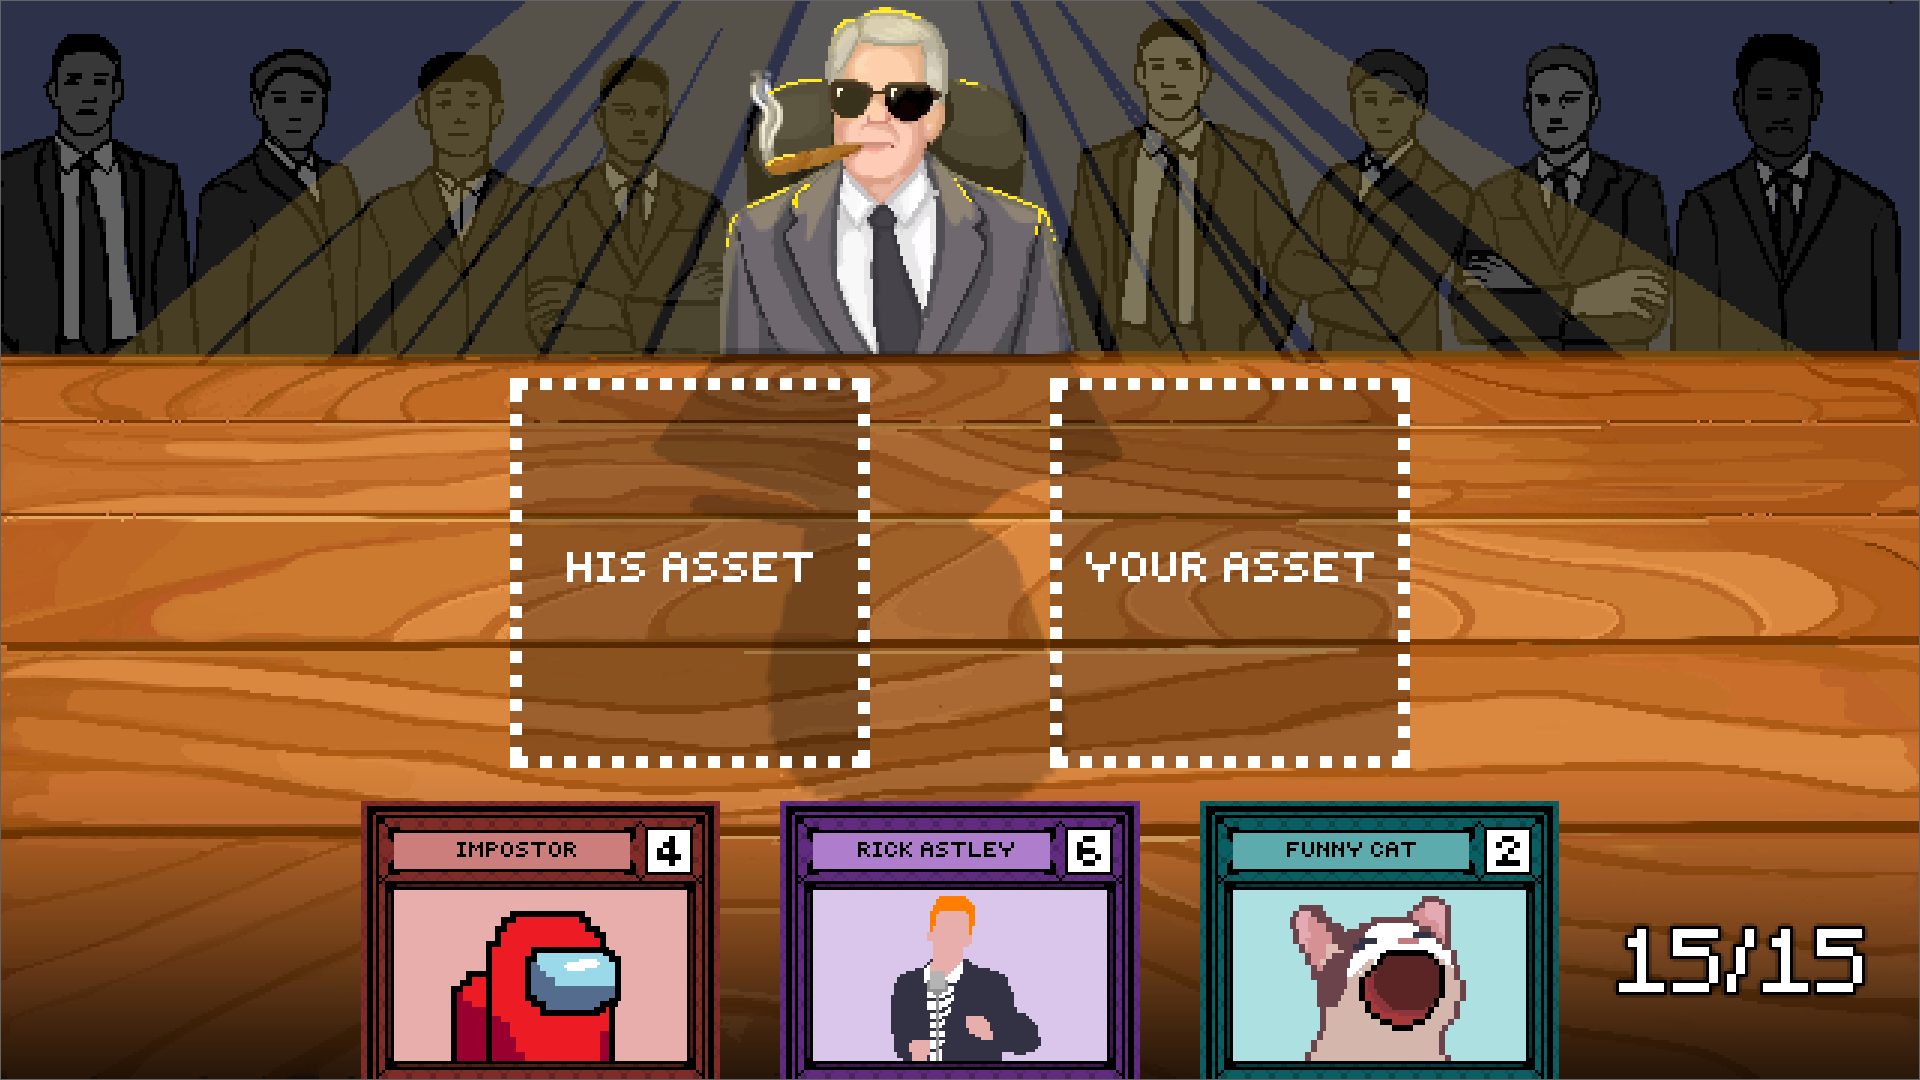 HIS ASSET
YOUR ASSET
IMPOSTOR 4
RICK ASTLEY 6
FUNNY CAT 2
15/15